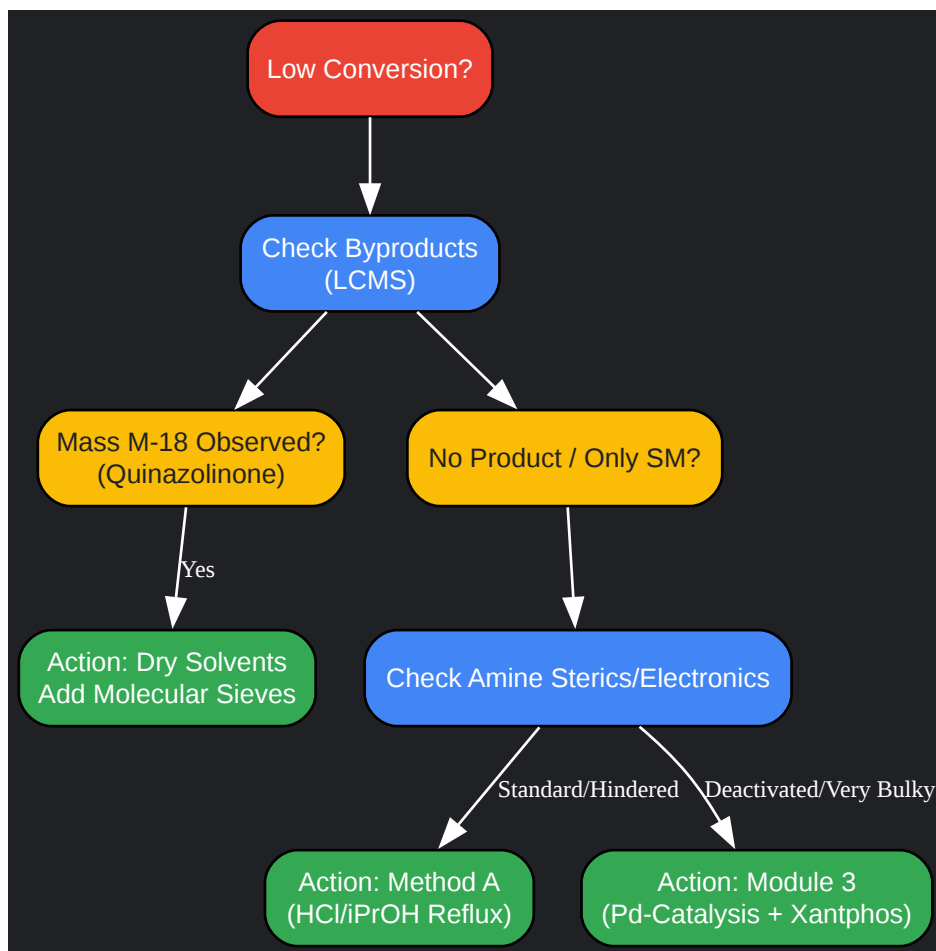 Low Conversion?
Check Byproducts
(LCMS)
Mass M-18 Observed?
(Quinazolinone)
No Product / Only SM?
Yes
Action: Dry Solvents
Add Molecular Sieves
Check Amine Sterics/Electronics
Standard/Hindered
Deactivated/Very Bulky
Action: Method A
(HCl/iPrOH Reflux)
Action: Module 3
(Pd-Catalysis + Xantphos)